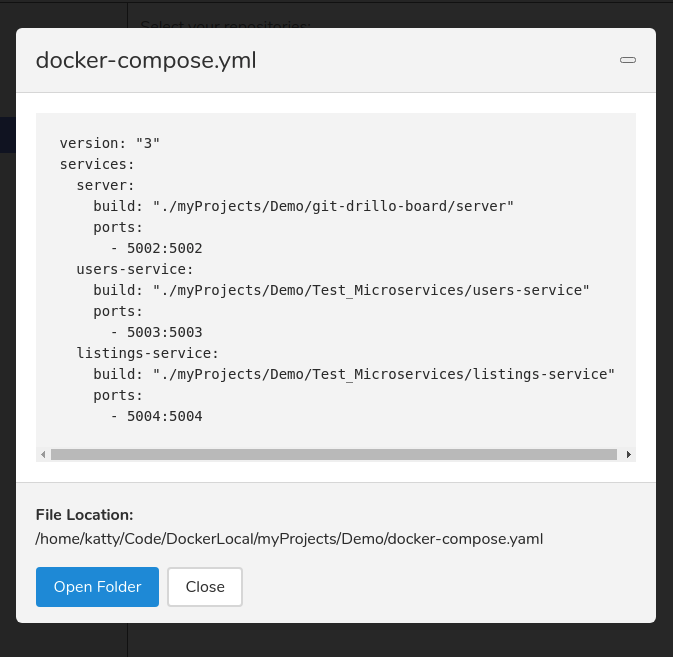 Select your repositories:
docker-compose.yml
version: "3"
services:
  server:
    build: "./myProjects/Demo/git-drillo-board/server"
    ports:
      - 5002:5002
  users-service:
    build: "./myProjects/Demo/Test_Microservices/users-service"
    ports:
      - 5003:5003
  listings-service:
    build: "./myProjects/Demo/Test_Microservices/listings-service"
    ports:
      - 5004:5004
File Location:
/home/katty/Code/DockerLocal/myProjects/Demo/docker-compose.yaml
Open Folder Close